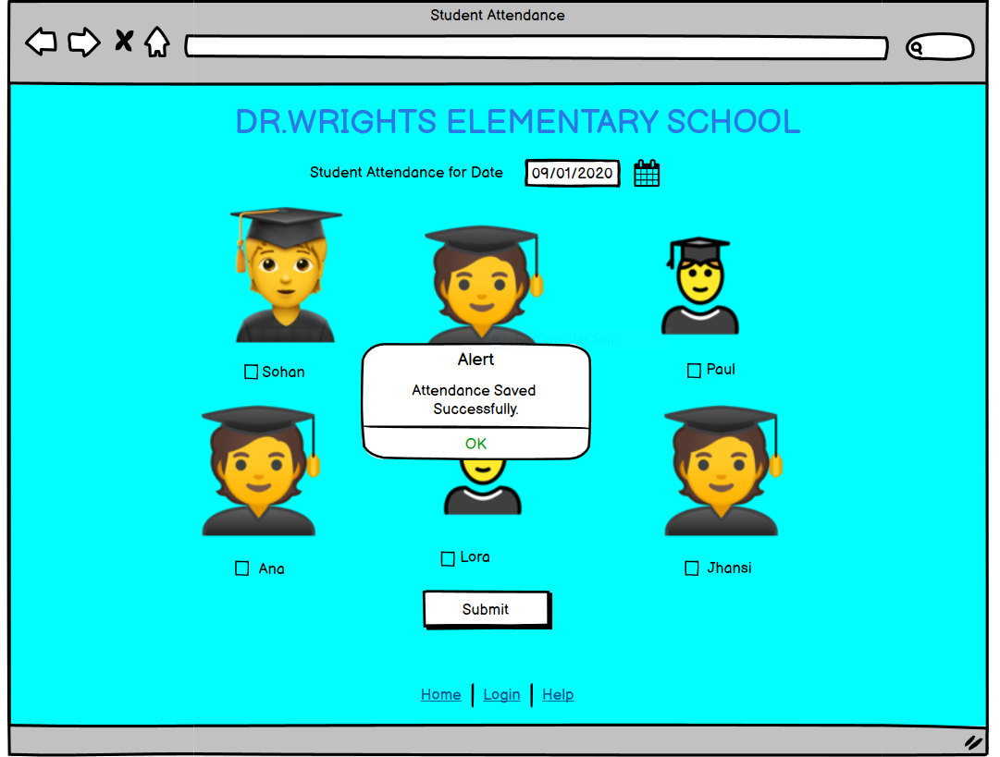 Student Attendance
DR.WRIGHTS ELEMENTARY SCHOOL
Student Attendance for Date 09/01/2020
Sohan
Paul
Alert
Attendance Saved
Successfully.
OK
Ana
Lora
Jhansi
Submit
Home Login Help